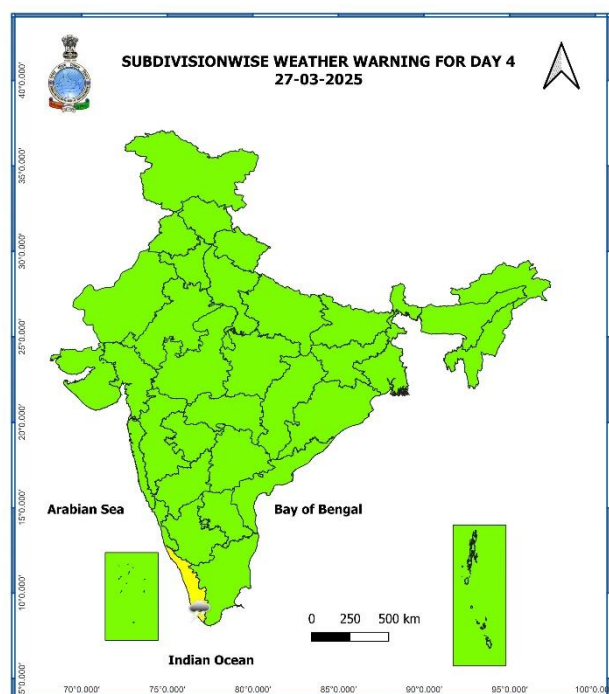 SUBDIVISIONWISE WEATHER WARNING FOR DAY 4
27-03-2025
40°0.000'
35°0.000'
30°0.000'
25°0.000'
20°0.000'
15°0.000'
10°0.000'
5°0.000'
Arabian Sea
Bay of Bengal
0 250 500 km
Indian Ocean
70°0.000' 75°0.000' 80°0.000' 85°0.000' 90°0.000' 95°0.000' 100°0.0